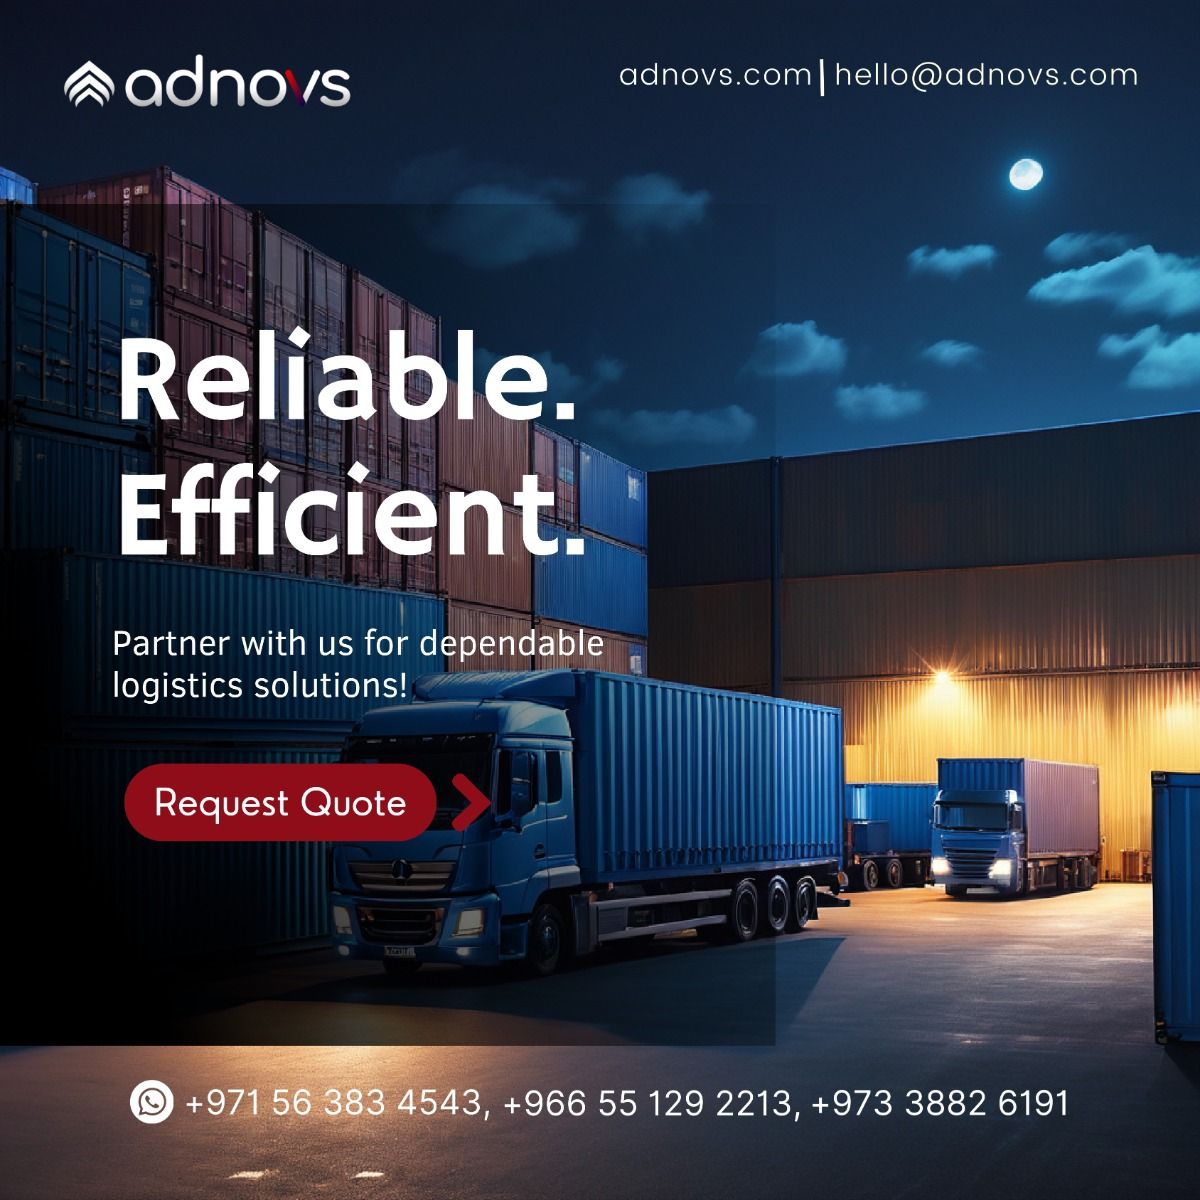 adnovs
adnovs.com | hello@adnovs.com
Reliable.
Efficient.
Partner with us for dependable
logistics solutions!
Request Quote
+971 56 383 4543, +966 55 129 2213, +973 3882 6191